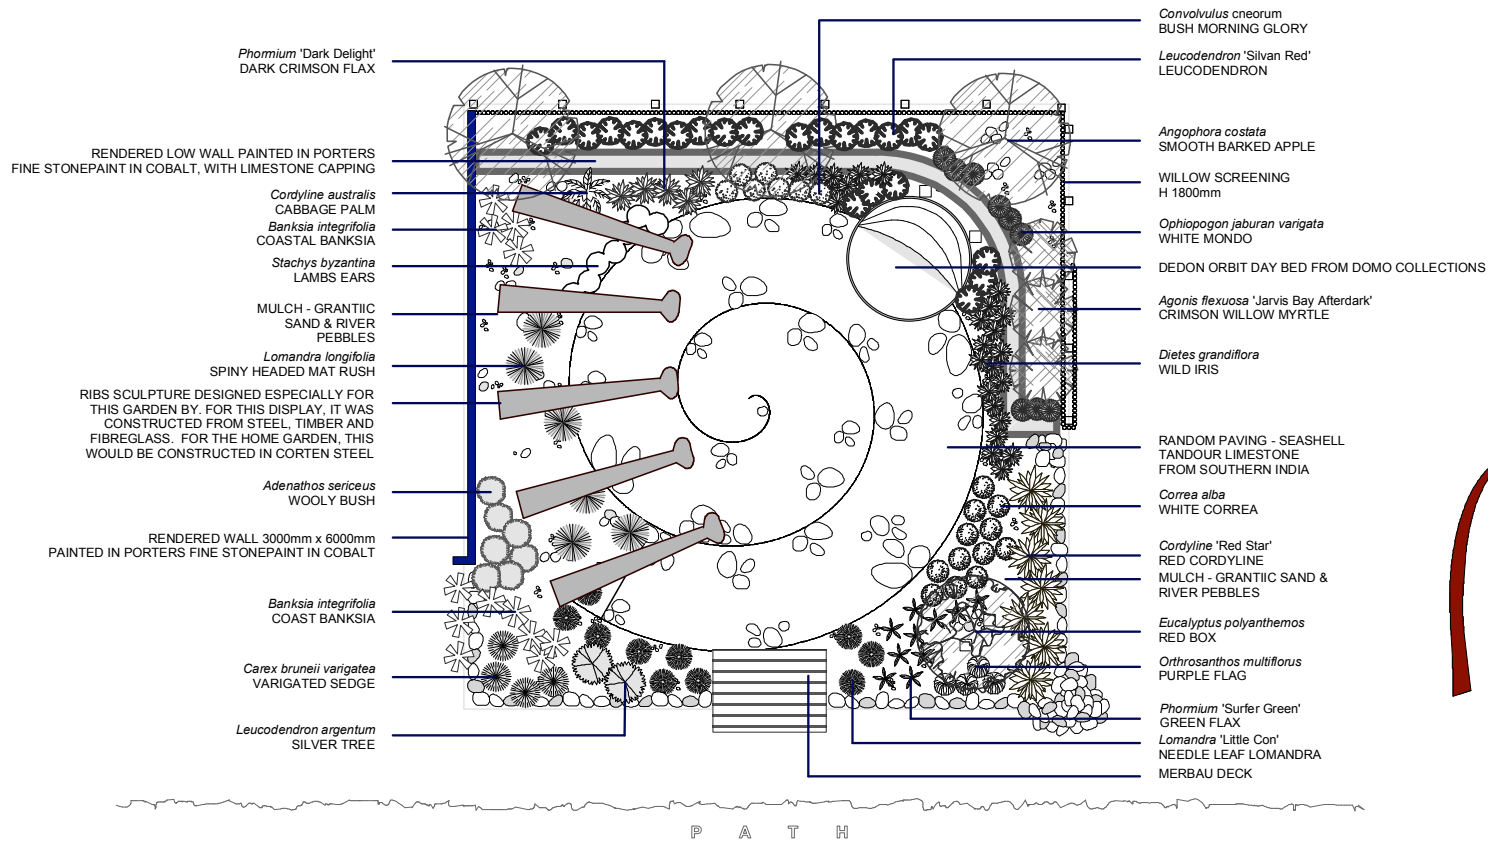 Phormium 'Dark Delight'
DARK CRIMSON FLAX
RENDERED LOW WALL PAINTED IN PORTERS
FINE STONEPAINT IN COBALT, WITH LIMESTONE CAPPING
Cordyline australis
CABBAGE PALM
Banksia integrifolia
COASTAL BANKSIA
Stachys byzantina
LAMBS EARS
MULCH - GRANTIIC
SAND & RIVER
PEBBLES
Lomandra longifolia
SPINY HEADED MAT RUSH
RIBS SCULPTURE DESIGNED ESPECIALLY FOR
THIS GARDEN BY. FOR THIS DISPLAY, IT WAS
CONSTRUCTED FROM STEEL, TIMBER AND
FIBREGLASS. FOR THE HOME GARDEN, THIS
WOULD BE CONSTRUCTED IN CORTEN STEEL
Adenathos sericeus
WOOLY BUSH
RENDERED WALL 3000mm x 6000mm
PAINTED IN PORTERS FINE STONEPAINT IN COBALT
Banksia integrifolia
COAST BANKSIA
Carex bruneii varigatea
VARIGATED SEDGE
Leucodendron argentum
SILVER TREE
Convolvulus cneorum
BUSH MORNING GLORY
Leucodendron 'Silvan Red'
LEUCODENDRON
Angophora costata
SMOOTH BARKED APPLE
WILLOW SCREENING
H 1800mm
Ophiopogon jaburan varigata
WHITE MONDO
DEDON ORBIT DAY BED FROM DOMO COLLECTIONS
Agonis flexuosa 'Jarvis Bay Afterdark'
CRIMSON WILLOW MYRTLE
Dietes grandiflora
WILD IRIS
RANDOM PAVING - SEASHELL
TANDOUR LIMESTONE
FROM SOUTHERN INDIA
Correa alba
WHITE CORREA
Cordyline 'Red Star'
RED CORDYLINE
MULCH - GRANTIIC SAND &
RIVER PEBBLES
Eucalyptus polyanthemos
RED BOX
Orthrosanthos multiflorus
PURPLE FLAG
Phormium 'Surfer Green'
GREEN FLAX
Lomandra 'Little Con'
NEEDLE LEAF LOMANDRA
MERBAU DECK
PATH